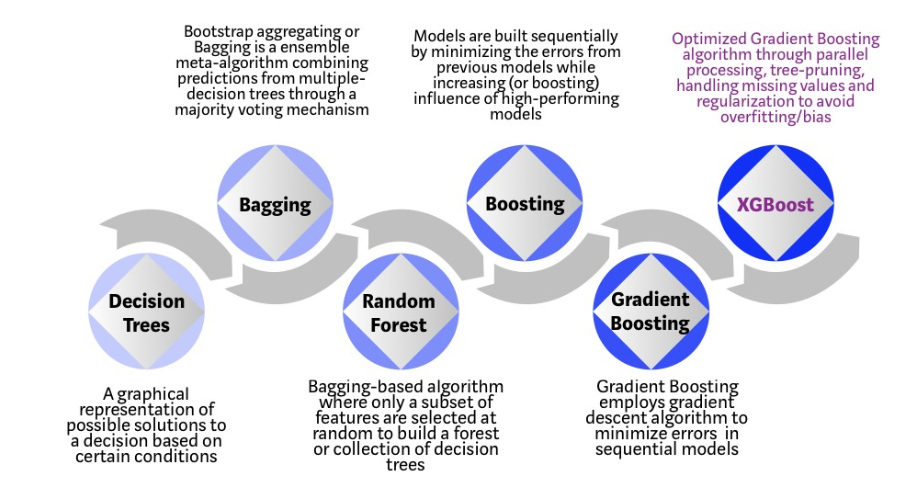 Bootstrap aggregating or
Bagging is a ensemble
meta-algorithm combining
predictions from multiple-
decision trees through a
majority voting mechanism
Models are built sequentially
by minimizing the errors from
previous models while
increasing (or boosting)
influence of high-performing
models
Optimized Gradient Boosting
algorithm through parallel
processing, tree-pruning,
handling missing values and
regularization to avoid
overfitting/bias
Bagging
Boosting
XGBoost
Decision
Trees
Random
Forest
Gradient
Boosting
A graphical
representation of
possible solutions to
a decision based on
certain conditions
Bagging-based algorithm
where only a subset of
features are selected at
random to build a forest
or collection of decision
trees
Gradient Boosting
employs gradient
descent algorithm to
minimize errors in
sequential models